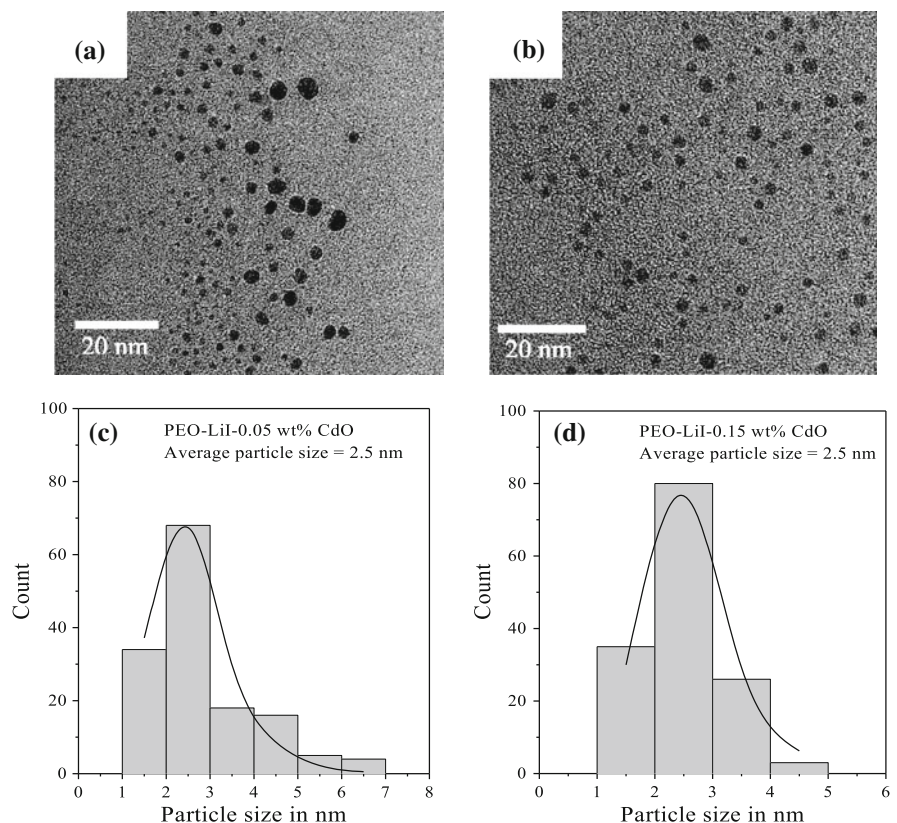 (a)
20 nm
(b)
20 nm
(c)
PEO-LiI-0.05 wt% CdO
Average particle size = 2.5 nm
100
80
60
40
20
0
Count
0 1 2 3 4 5 6 7 8
Particle size in nm
(d)
PEO-LiI-0.15 wt% CdO
Average particle size = 2.5 nm
100
80
60
40
20
0
Count
0 1 2 3 4 5 6
Particle size in nm